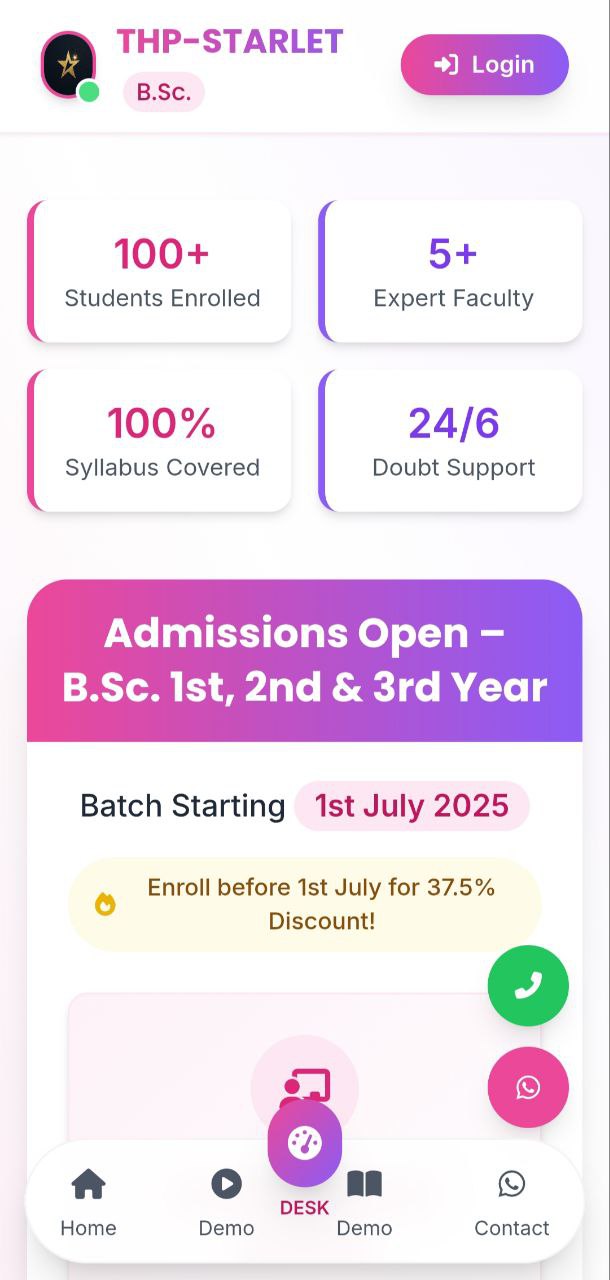 THP-STARLET
B.Sc.
Login
100+
Students Enrolled
5+
Expert Faculty
100%
Syllabus Covered
24/6
Doubt Support
Admissions Open –
B.Sc. 1st, 2nd & 3rd Year
Batch Starting 1st July 2025
Enroll before 1st July for 37.5%
Discount!
Home
Demo
DESK
Demo
Contact